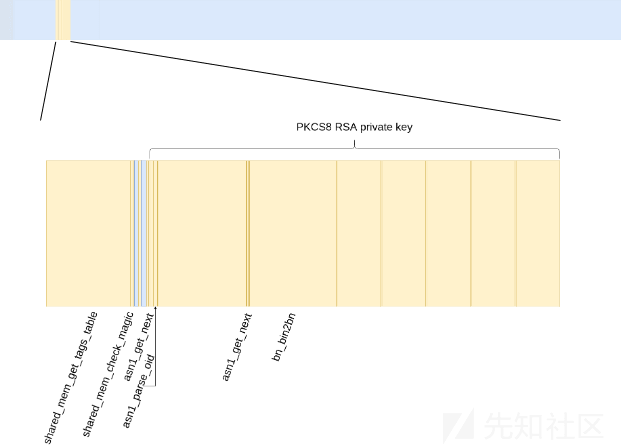 PKCS8 RSA private key
shared_mem_get_tags_table
shared_mem_check_magic
asn1_get_next
asn1_parse_oid
asn1_get_next
bn_bin2bn
先知社区